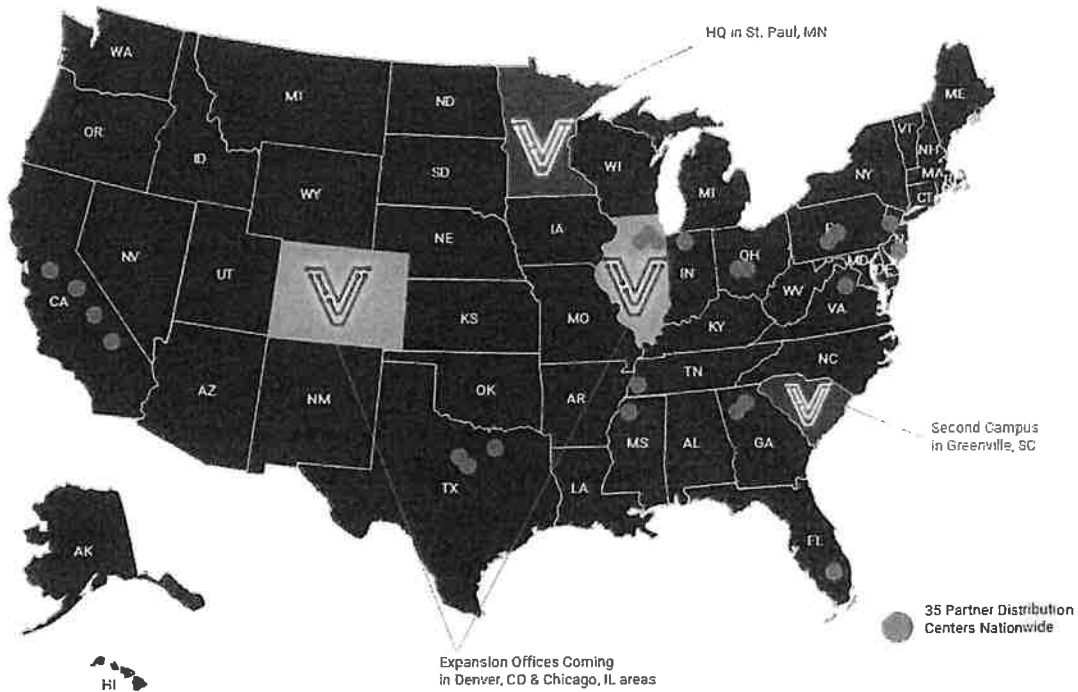 HQ in St. Paul, MN
WA
MT
ND
ME
OR
ID
SD
WI
VT
NH
MI
NY
MA
CT
WY
IA
NE
NV
UT
IN
OH
MD
DE
CA
KS
MO
WV
VA
KY
NC
TN
AZ
NM
OK
AR
MS
AL
GA
Second Campus
in Greenville, SC
TX
LA
FL
AK
35 Partner Distribution
Centers Nationwide
Expansion Offices Coming
in Denver, CO & Chicago, IL areas
HI